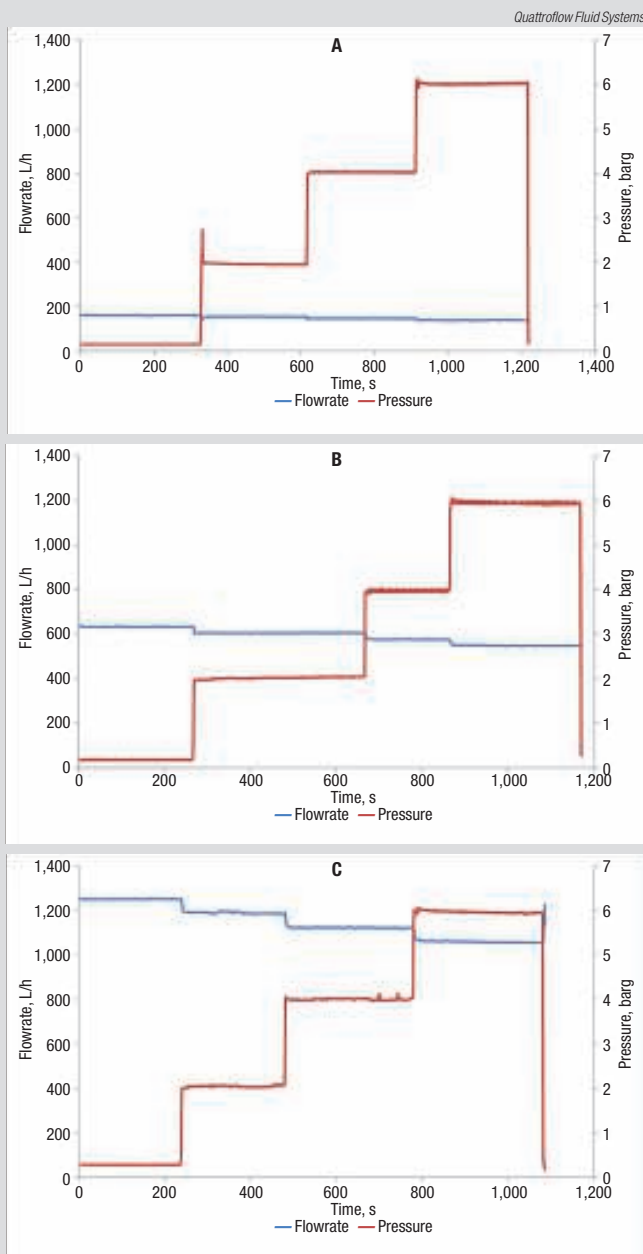 Quattroflow Fluid Systems
A
Flowrate, L/h
1,400
1,200
1,000
800
600
400
200
0
7
6
5
4
3
2
1
0
Pressure, barg
0 200 400 600 800 1,000 1,200 1,400
Time, s
Flowrate Pressure
B
Flowrate, L/h
1,400
1,200
1,000
800
600
400
200
0
7
6
5
4
3
2
1
0
Pressure, barg
0 200 400 600 800 1,000 1,200
Time, s
Flowrate Pressure
C
Flowrate, L/h
1,400
1,200
1,000
800
600
400
200
0
7
6
5
4
3
2
1
0
Pressure, barg
0 200 400 600 800 1,000 1,200
Time, s
Flowrate Pressure